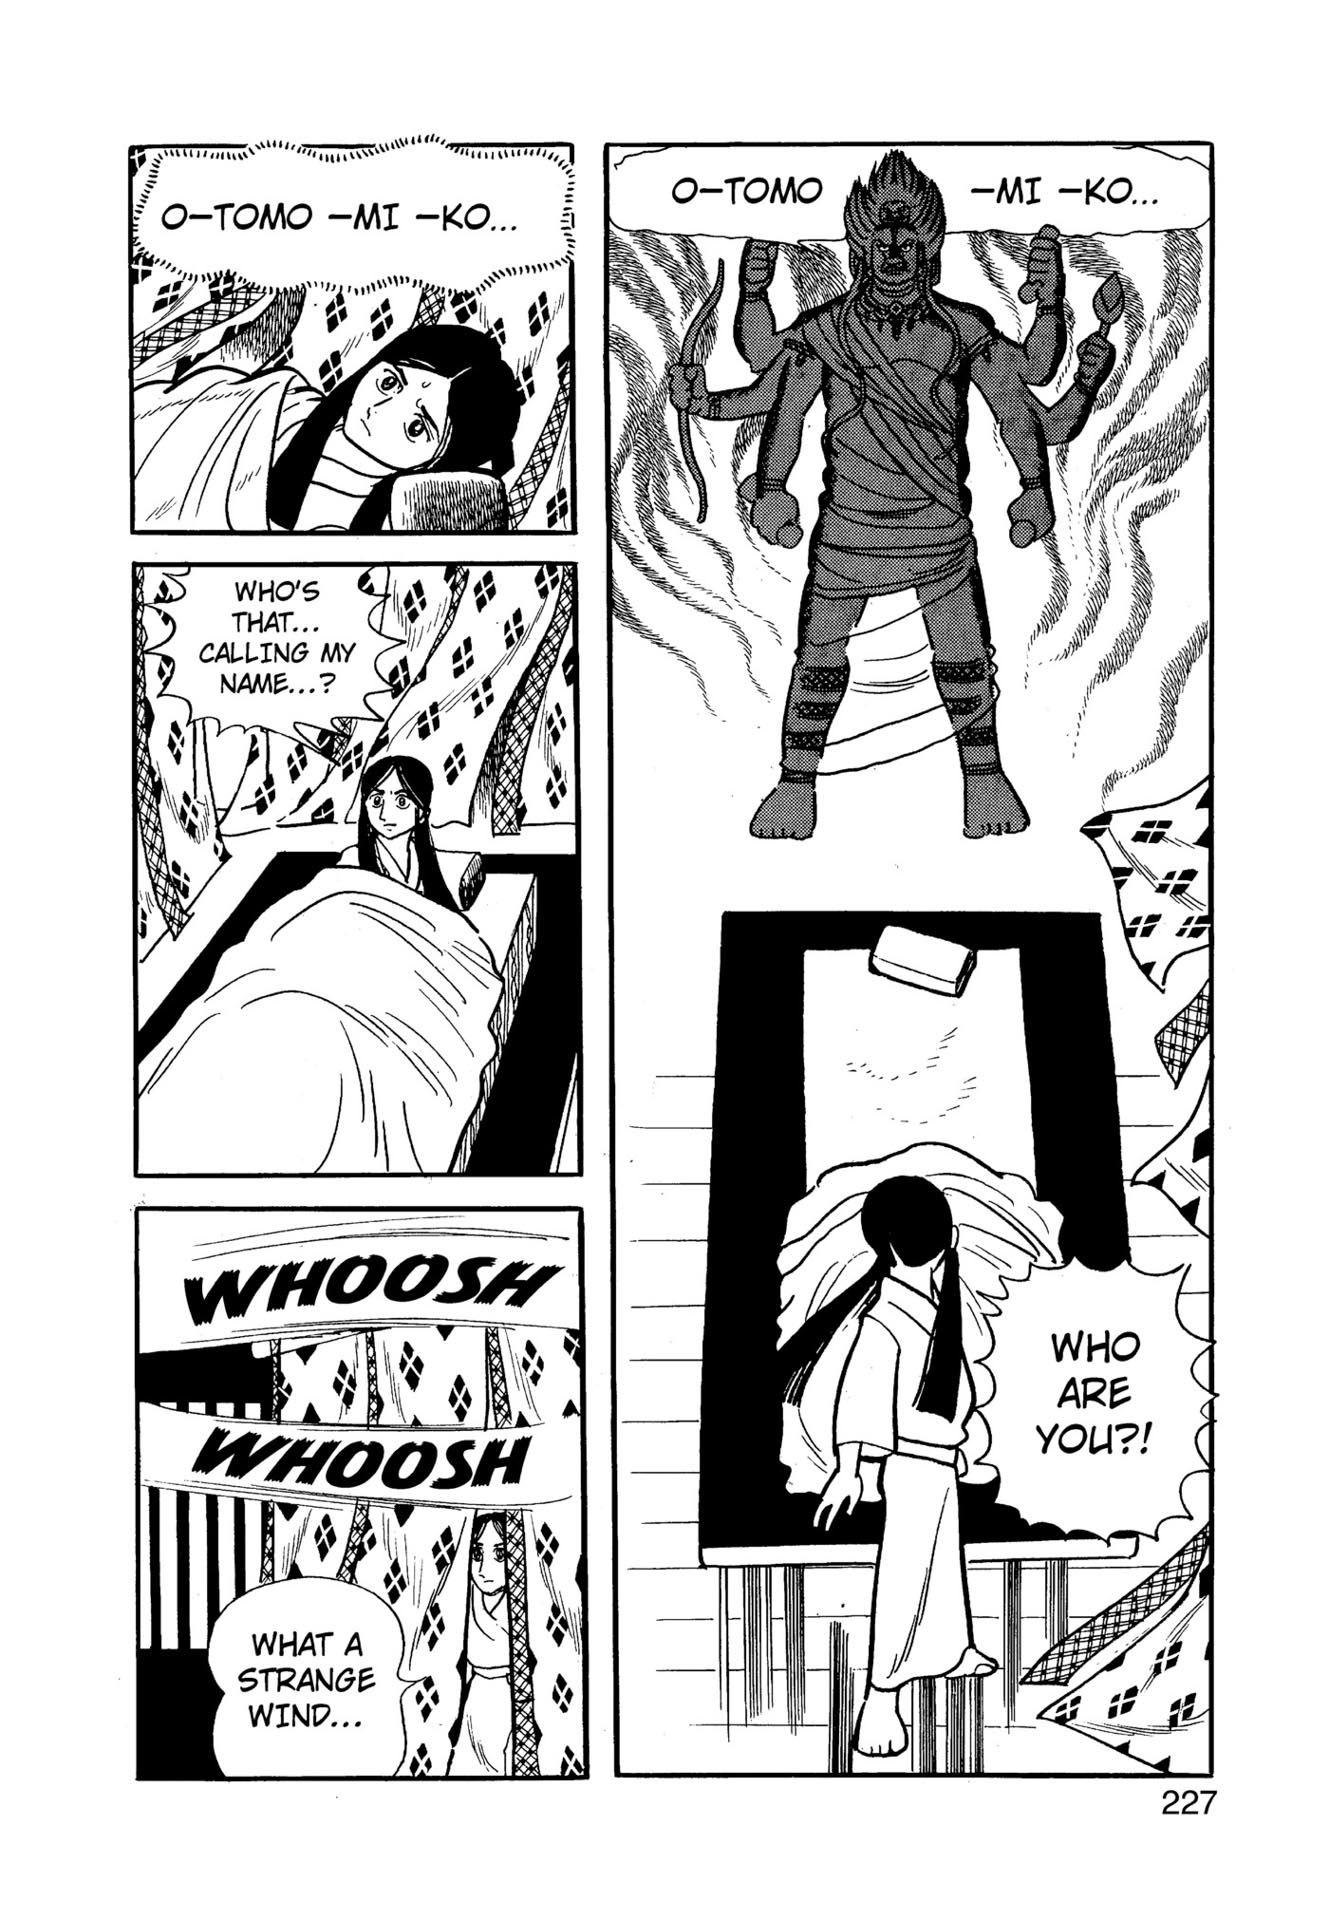 O-TOMO -MI -KO...
WHO'S
THAT...
CALLING MY
NAME...?
WHOOSH
WHOOSH
WHAT A
STRANGE
WIND...
O-TOMO -MI -KO...
WHO
ARE
YOU?!
227